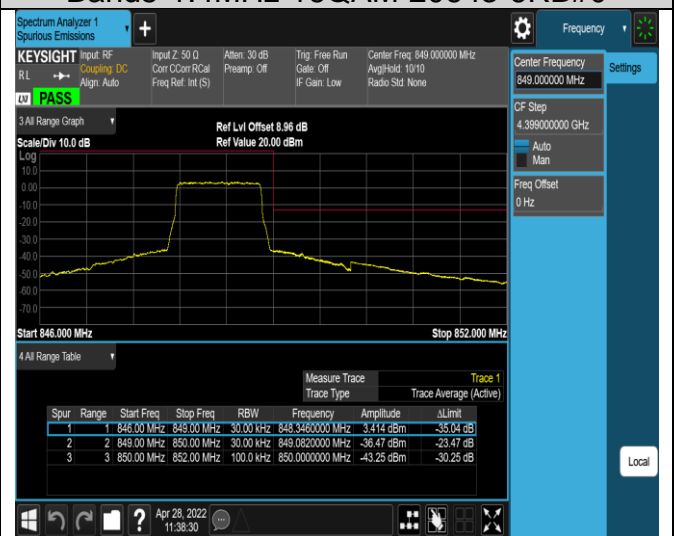 Band5-1.4MHz-16QAM-20643-6RB#0
Spectrum Analyzer 1
Spurious Emissions
+
Frequency
KEYSIGHT
RL
Input: RF
Coupling: DC
Align: Auto
Input Z: 50 Ω
Corr CCorr RCal
Freq Ref: Int (S)
Atten: 30 dB
Preamp: Off
Trig: Free Run
Gate: Off
IF Gain: Low
Center Freq: 849.000000 MHz
Avg|Hold: 10/10
Radio Std: None
LXI
PASS
Center Frequency
849.000000 MHz
Settings
CF Step
4.399000000 GHz
Auto
Man
Freq Offset
0 Hz
3 All Range Graph
Scale/Div 10.0 dB
Ref Lvl Offset 8.96 dB
Ref Value 20.00 dBm
Log
10.0
0.00
-10.0
-20.0
-30.0
-40.0
-50.0
-60.0
-70.0
Start 846.000 MHz
Stop 852.000 MHz
4 All Range Table
Measure Trace Trace 1
Trace Type Trace Average (Active)
Spur Range Start Freq Stop Freq RBW Frequency Amplitude ΔLimit
1 1 846.00 MHz 849.00 MHz 30.00 kHz 848.3460000 MHz 3.414 dBm -35.04 dB
2 2 849.00 MHz 850.00 MHz 30.00 kHz 849.0820000 MHz -36.47 dBm -23.47 dB
3 3 850.00 MHz 852.00 MHz 100.0 kHz 850.0000000 MHz -43.25 dBm -30.25 dB
Local
?
Apr 28, 2022
11:38:30